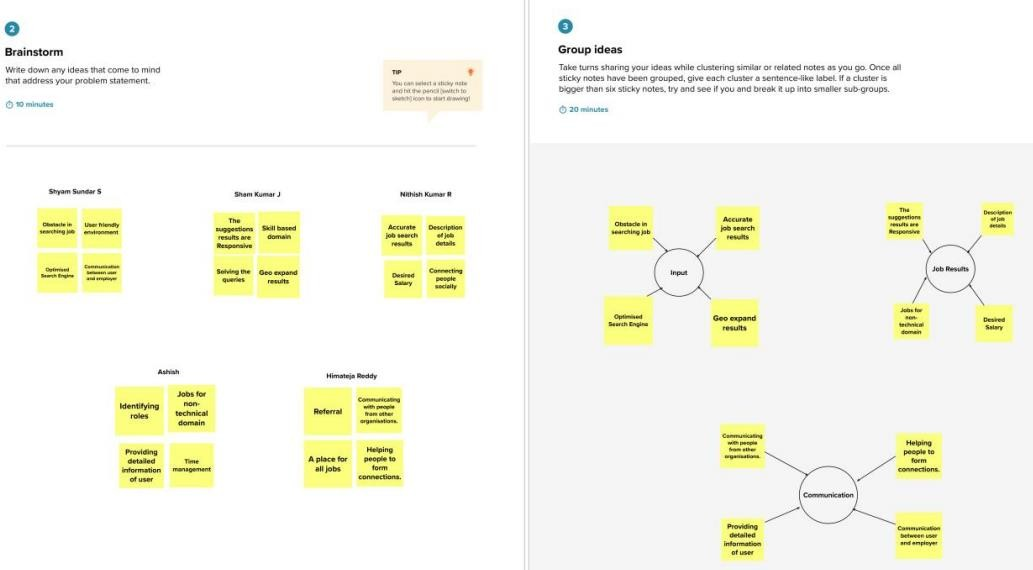 2
Brainstorm
Write down any ideas that come to mind
that address your problem statement.
10 minutes
TIP
You can select a sticky note
and hit the pencil [switch to
sketch] icon to start drawing!
Shyam Sundar S
Obstacle in
searching job
User friendly
environment
Optimised
Search Engine
Communication
between user
and employer
Sham Kumar J
The
suggestions
results are
Responsive
Skill based
domain
Solving the
queries
Geo expand
results
Nithish Kumar R
Accurate
job search
results
Description
of job
details
Desired
Salary
Connecting
people
socially
Ashish
Identifying
roles
Jobs for
non-
technical
domain
Providing
detailed
information
of user
Time
management
Himateja Reddy
Referral
Communicating
with people
from other
organisations.
A place for
all jobs
Helping
people to
form
connections.
3
Group ideas
Take turns sharing your ideas while clustering similar or related notes as you go. Once all
sticky notes have been grouped, give each cluster a sentence-like label. If a cluster is
bigger than six sticky notes, try and see if you and break it up into smaller sub-groups.
20 minutes
Obstacle in
searching job
Accurate
job search
results
Input
Optimised
Search Engine
Geo expand
results
The
suggestions
results are
Responsive
Description
of job
details
Job Results
Jobs for
non-
technical
domain
Desired
Salary
Communicating
with people
from other
organisations.
Helping
people to
form
connections.
Communication
Providing
detailed
information
of user
Communication
between user
and employer